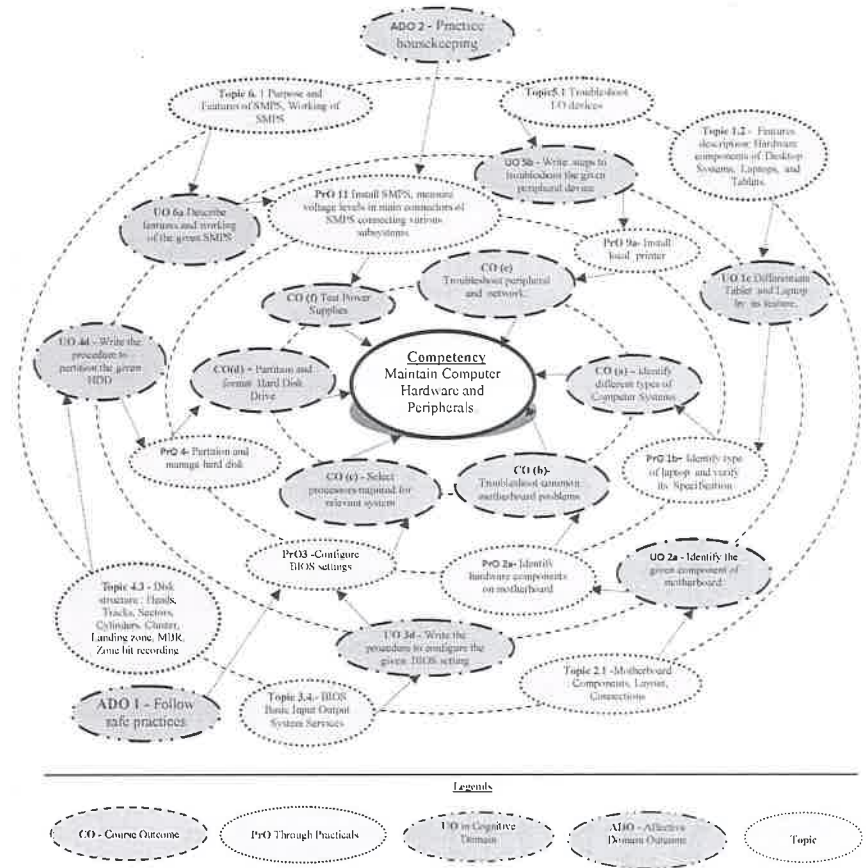 ADO 2 - Practice
housekeeping
Topic 6. 1 Purpose and
Features of SMPS, Working of
SMPS
Topic5.1 Troubleshoot
I/O devices
Topic 1.2 - Features
description: Hardware
components of Desktop
Systems, Laptops, and
Tablets.
UO 5b - Write steps to
troubleshoot the given
peripheral device
PrO 11 Install SMPS, measure
voltage levels in main connectors of
SMPS connecting various
subsystems.
UO 6a Describe
features and working
of the given SMPS
PrO 9a- Install
local printer
UO 1c Differentiate
Tablet and Laptop
by its feature.
CO (e)
Troubleshoot peripheral
and network.
CO (f) Test Power
Supplies
UO 4d - Write the
procedure to
partition the given
HDD
CO(d) - Partition and
format Hard Disk
Drive
Competency
Maintain Computer
Hardware and
Peripherals
CO (a) - Identify
different types of
Computer Systems
PrO 4- Partition and
manage hard disk
PrO 1b- Identify type
of laptop and verify
its Specification
CO (c) - Select
processors required for
relevant system
CO (b)-
Troubleshoot common
motherboard problems
PrO3 -Configure
BIOS settings
PrO 2a- Identify
hardware components
on motherboard
UO 2a - Identify the
given component of
motherboard.
Topic 4.3 - Disk
structure : Heads,
Tracks, Sectors,
Cylinders, Cluster,
Landing zone, MBR,
Zone bit recording
UO 3d - Write
the procedure to configure the
given BIOS setting
Topic 2.1 -Motherboard
Components, Layout,
Connections
ADO 1 - Follow
safe practices
Topic 3.4.- BIOS
Basic Input Output
System Services
Legends
CO - Course Outcome
PrO Through Practicals
UO in Cognitive
Domain
ADO - Affective
Domain Outcome
Topic